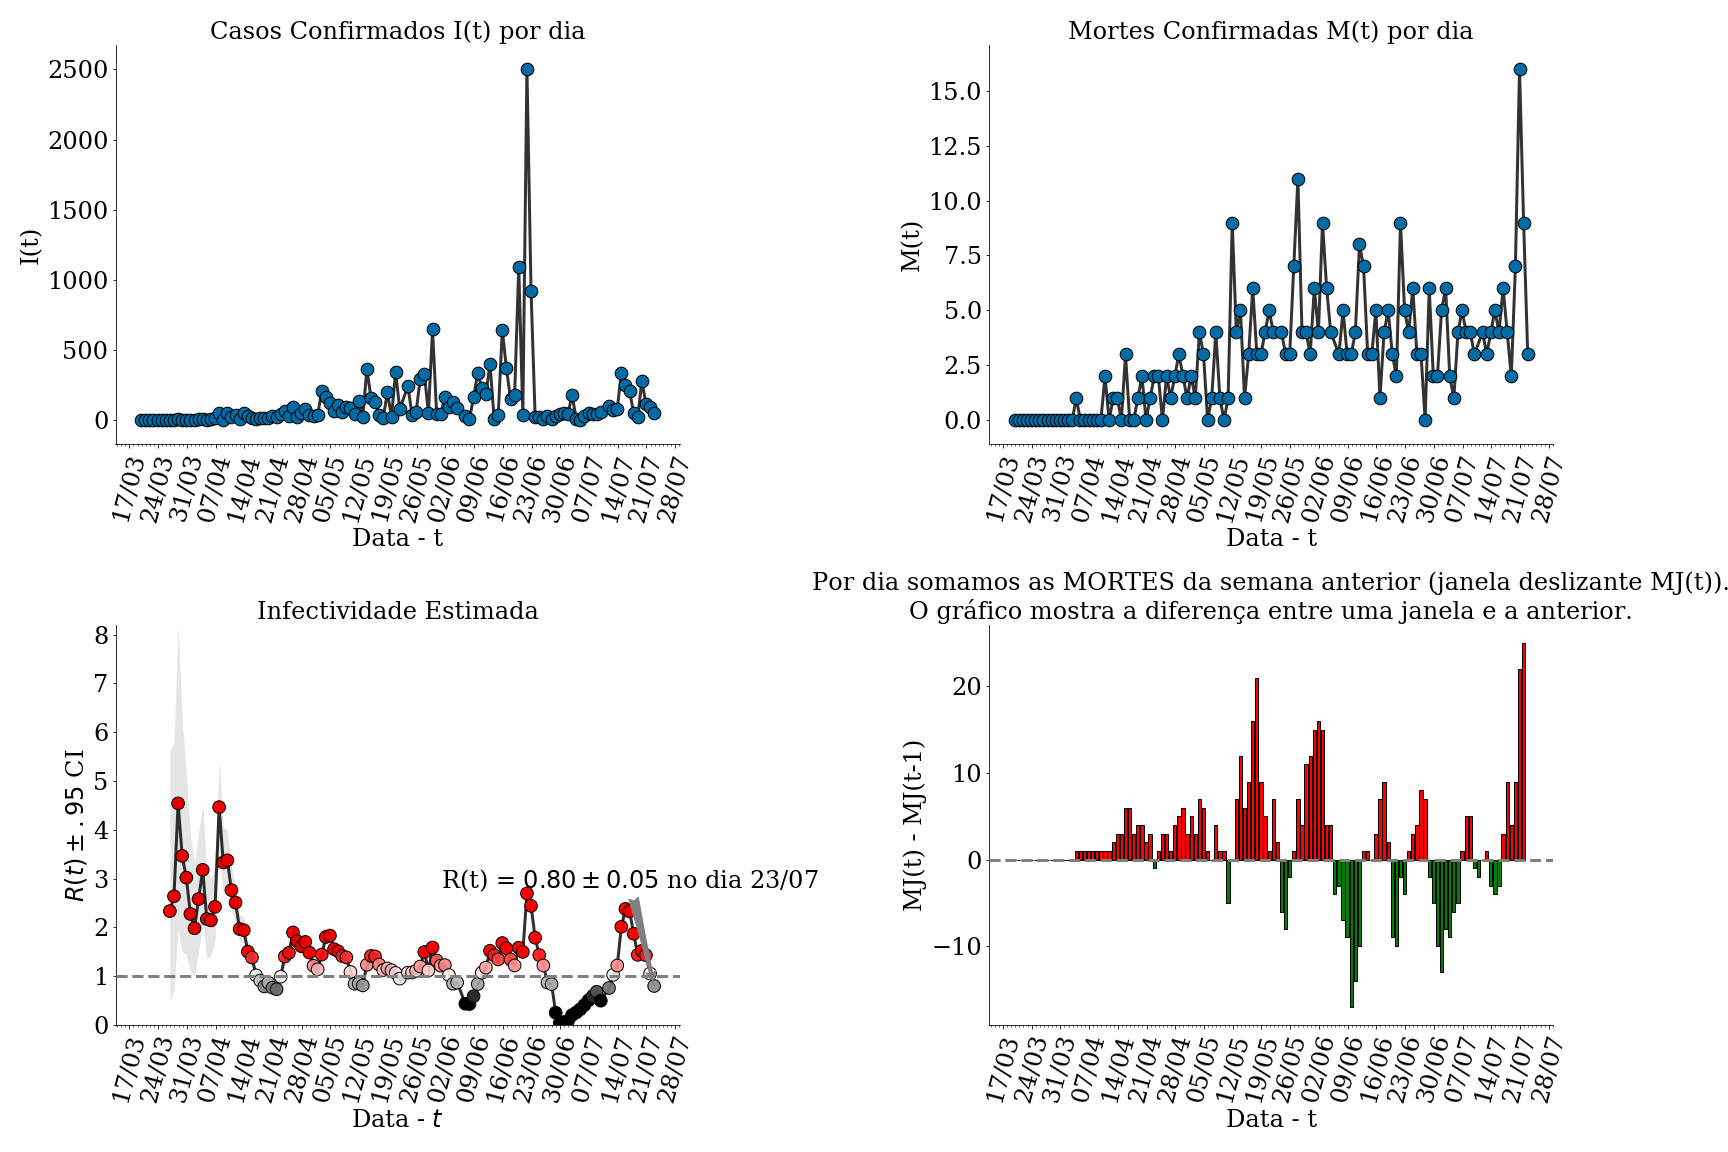 Casos Confirmados I(t) por dia
2500
2000
1500
1000
500
0
I(t)
17/03 24/03 31/03 07/04 14/04 21/04 28/04 05/05 12/05 19/05 26/05 02/06 09/06 16/06 23/06 30/06 07/07 14/07 21/07 28/07
Data - t
Mortes Confirmadas M(t) por dia
15.0
12.5
10.0
7.5
5.0
2.5
0.0
M(t)
17/03 24/03 31/03 07/04 14/04 21/04 28/04 05/05 12/05 19/05 26/05 02/06 09/06 16/06 23/06 30/06 07/07 14/07 21/07 28/07
Data - t
Infectividade Estimada
8
7
6
5
4
3
2
1
0
R(t) ± .95 CI
R(t) = 0.80 ± 0.05 no dia 23/07
17/03 24/03 31/03 07/04 14/04 21/04 28/04 05/05 12/05 19/05 26/05 02/06 09/06 16/06 23/06 30/06 07/07 14/07 21/07 28/07
Data - t
Por dia somamos as MORTES da semana anterior (janela deslizante MJ(t)).
O gráfico mostra a diferença entre uma janela e a anterior.
20
10
0
−10
MJ(t) - MJ(t-1)
17/03 24/03 31/03 07/04 14/04 21/04 28/04 05/05 12/05 19/05 26/05 02/06 09/06 16/06 23/06 30/06 07/07 14/07 21/07 28/07
Data - t